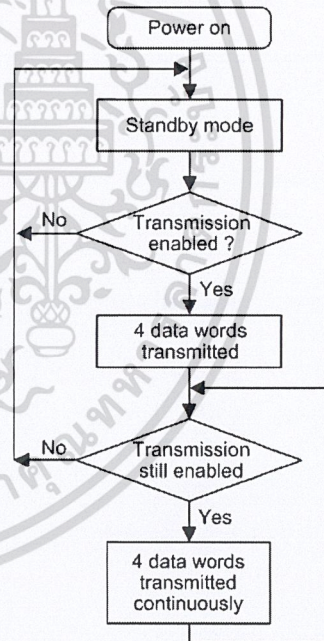 Power on
Standby mode
Transmission
enabled ?
No
Yes
4 data words
transmitted
Transmission
still enabled
No
Yes
4 data words
transmitted
continuously